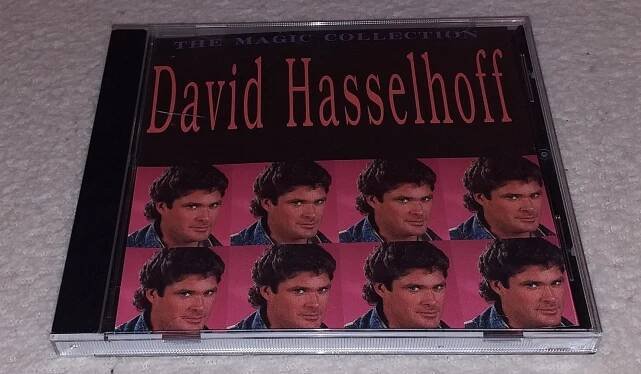 THE MAGIC COLLECTION
David Hasselhoff